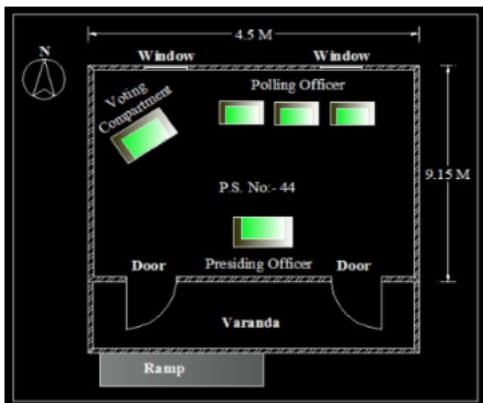 4.5 M
N
Window
Window
Voting
Compartment
Polling Officer
9.15 M
P.S. No:- 44
Door
Presiding Officer
Door
Varanda
Ramp